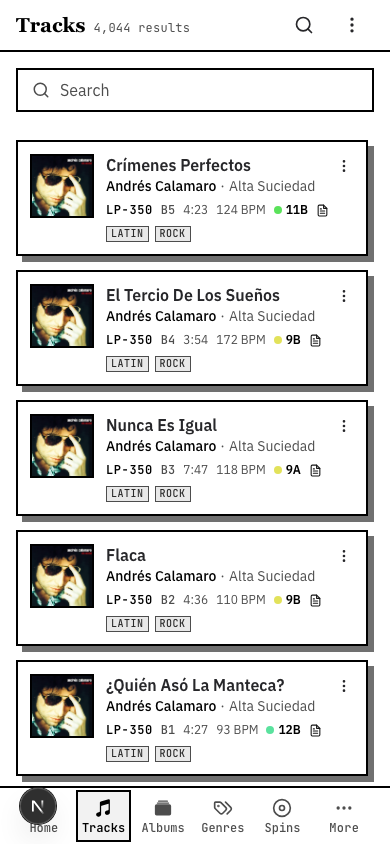 Tracks 4,044 results
Search
Crímenes Perfectos
Andrés Calamaro · Alta Suciedad
LP-350 B5 4:23 124 BPM 11B
LATIN ROCK
El Tercio De Los Sueños
Andrés Calamaro · Alta Suciedad
LP-350 B4 3:54 172 BPM 9B
LATIN ROCK
Nunca Es Igual
Andrés Calamaro · Alta Suciedad
LP-350 B3 7:47 118 BPM 9A
LATIN ROCK
Flaca
Andrés Calamaro · Alta Suciedad
LP-350 B2 4:36 110 BPM 9B
LATIN ROCK
¿Quién Asó La Manteca?
Andrés Calamaro · Alta Suciedad
LP-350 B1 4:27 93 BPM 12B
LATIN ROCK
N
Home Tracks Albums Genres Spins More